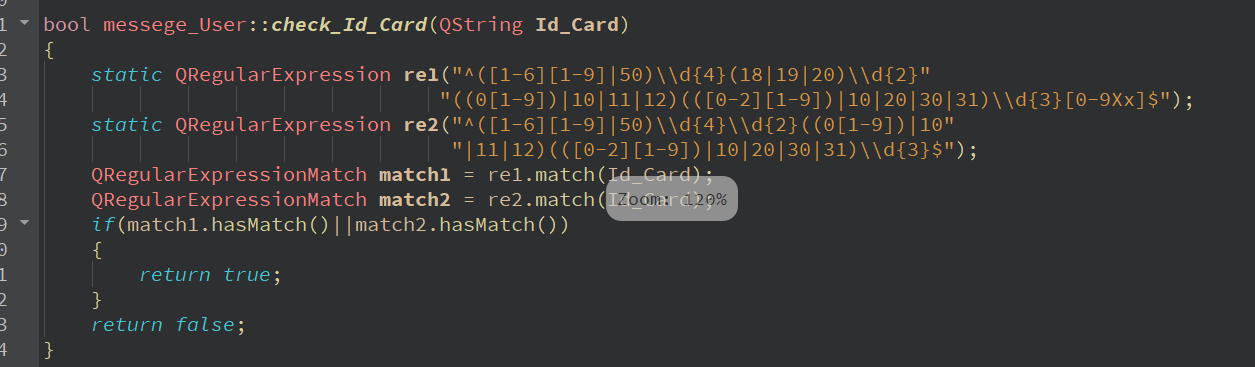 1 bool messege_User::check_Id_Card(QString Id_Card)
2 {
3 static QRegularExpression re1("^([1-6][1-9]|50)\\d{4}(18|19|20)\\d{2}"
4 "((0[1-9])|10|11|12)(([0-2][1-9])|10|20|30|31)\\d{3}[0-9Xx]$");
5 static QRegularExpression re2("^([1-6][1-9]|50)\\d{4}\\d{2}((0[1-9])|10"
6 "|11|12)(([0-2][1-9])|10|20|30|31)\\d{3}$");
7 QRegularExpressionMatch match1 = re1.match(Id_Card);
8 QRegularExpressionMatch match2 = re2.match(Id_Card);
Zoom: 120%
9 if(match1.hasMatch()||match2.hasMatch())
0 {
1 return true;
2 }
3 return false;
4 }